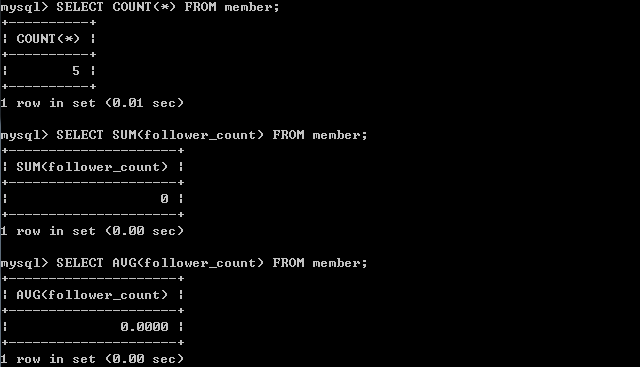 mysql> SELECT COUNT(*) FROM member;
+----------+
¦ COUNT(*) ¦
+----------+
¦        5 ¦
+----------+
1 row in set (0.01 sec)
mysql> SELECT SUM(follower_count) FROM member;
+---------------------+
¦ SUM(follower_count) ¦
+---------------------+
¦                   0 ¦
+---------------------+
1 row in set (0.00 sec)
mysql> SELECT AVG(follower_count) FROM member;
+---------------------+
¦ AVG(follower_count) ¦
+---------------------+
¦              0.0000 ¦
+---------------------+
1 row in set (0.00 sec)